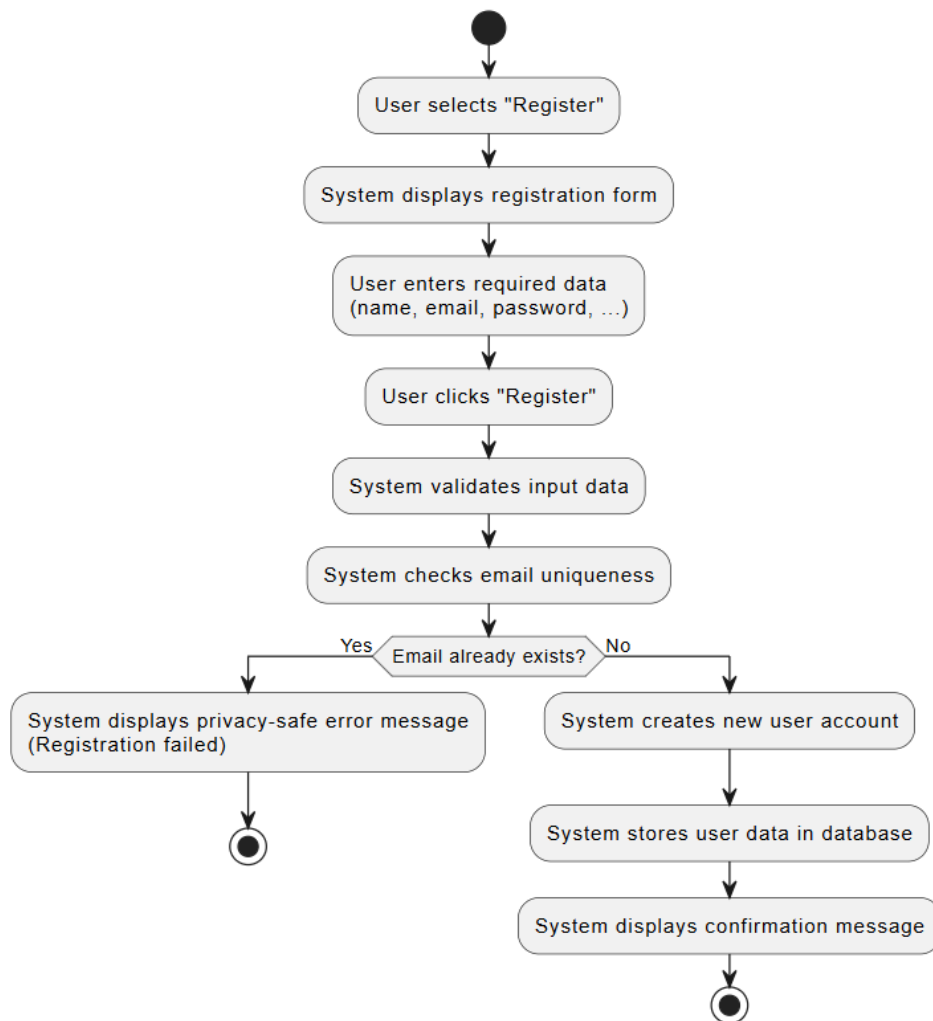 User selects "Register"
System displays registration form
User enters required data
(name, email, password, ...)
User clicks "Register"
System validates input data
System checks email uniqueness
Yes
Email already exists?
No
System displays privacy-safe error message
(Registration failed)
System creates new user account
System stores user data in database
System displays confirmation message